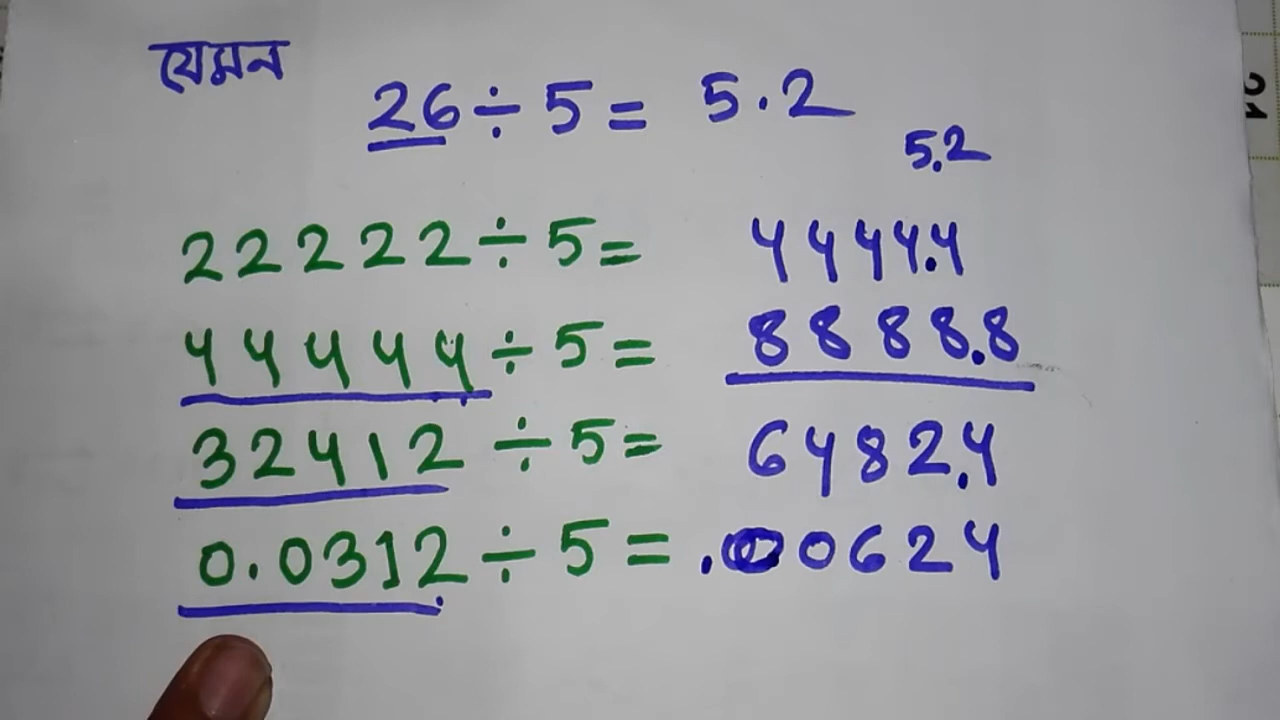 যেমন
26 ÷ 5 = 5.2
5.2
22222 ÷ 5 = 4444.4
44444 ÷ 5 = 8888.8
32412 ÷ 5 = 6482.4
0.0312 ÷ 5 = .00624
21